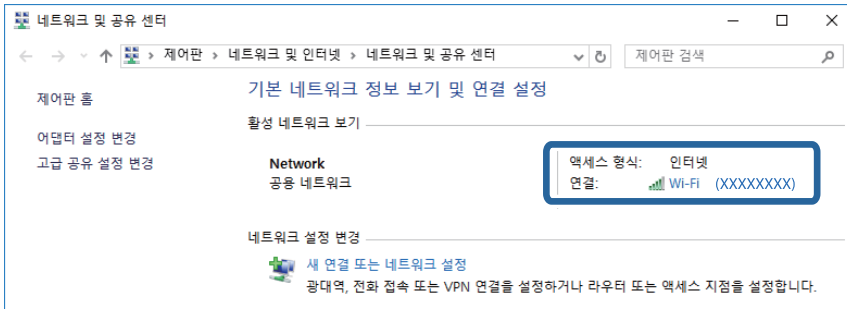 네트워크 및 공유 센터
제어판 > 네트워크 및 인터넷 > 네트워크 및 공유 센터
제어판 검색
제어판 홈
어댑터 설정 변경
고급 공유 설정 변경
기본 네트워크 정보 보기 및 연결 설정
활성 네트워크 보기
Network
공용 네트워크
액세스 형식: 인터넷
연결: Wi-Fi (XXXXXXXX)
네트워크 설정 변경
새 연결 또는 네트워크 설정
광대역, 전화 접속 또는 VPN 연결을 설정하거나 라우터 또는 액세스 지점을 설정합니다.